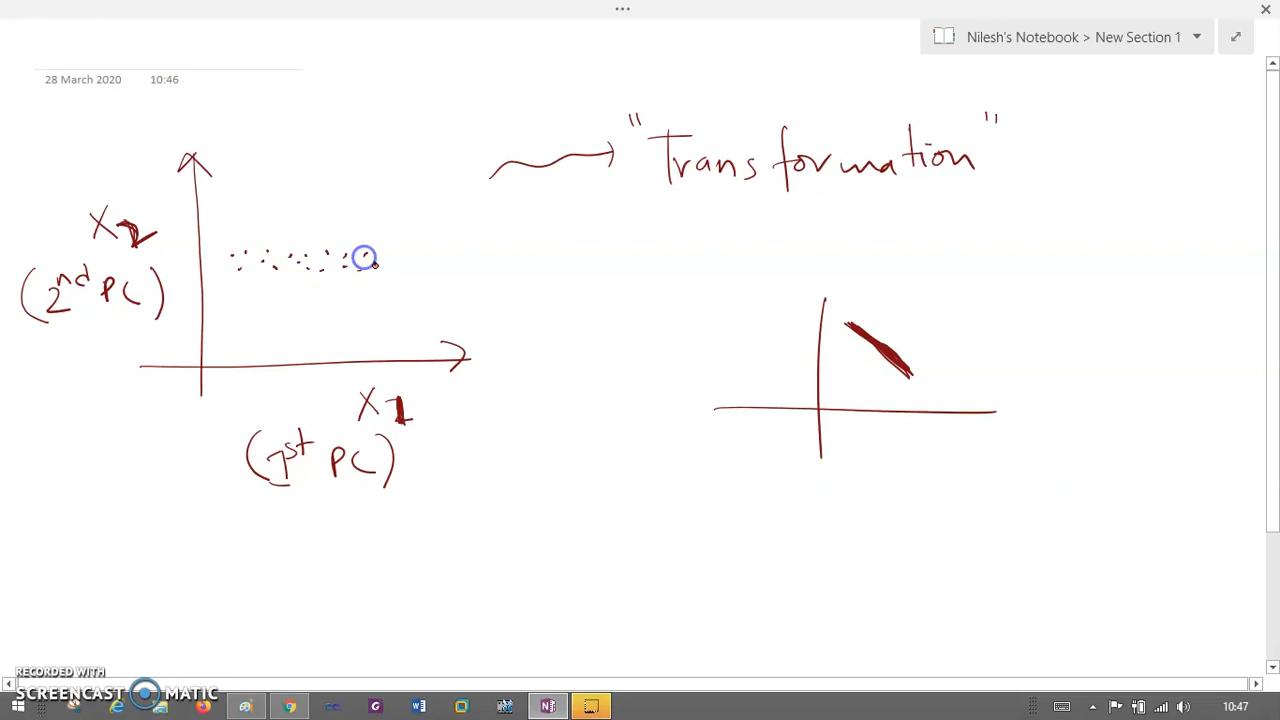 Nilesh's Notebook > New Section 1
28 March 2020 10:46
"Transformation"
X2
(2nd PC)
X1
(1st PC)
RECORDED WITH
SCREENCAST MATIC
10:47